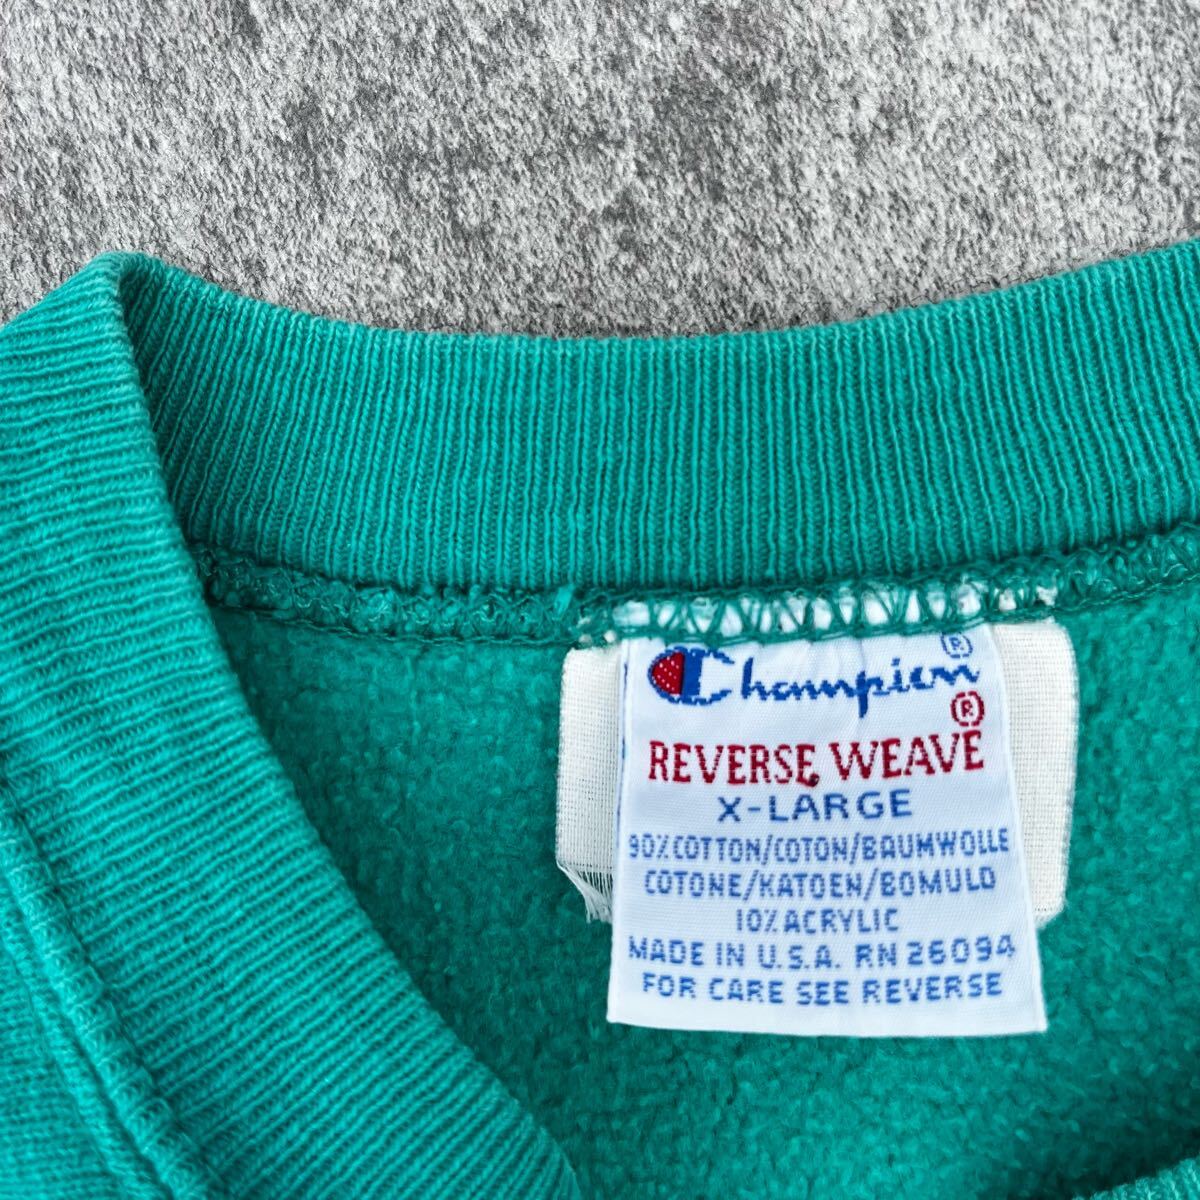 Champion®
REVERSE WEAVE®
X-LARGE
90% COTTON/COTON/BAUMWOLLE
COTONE/KATOEN/BOMULD
10% ACRYLIC
MADE IN U.S.A. RN 26094
FOR CARE SEE REVERSE